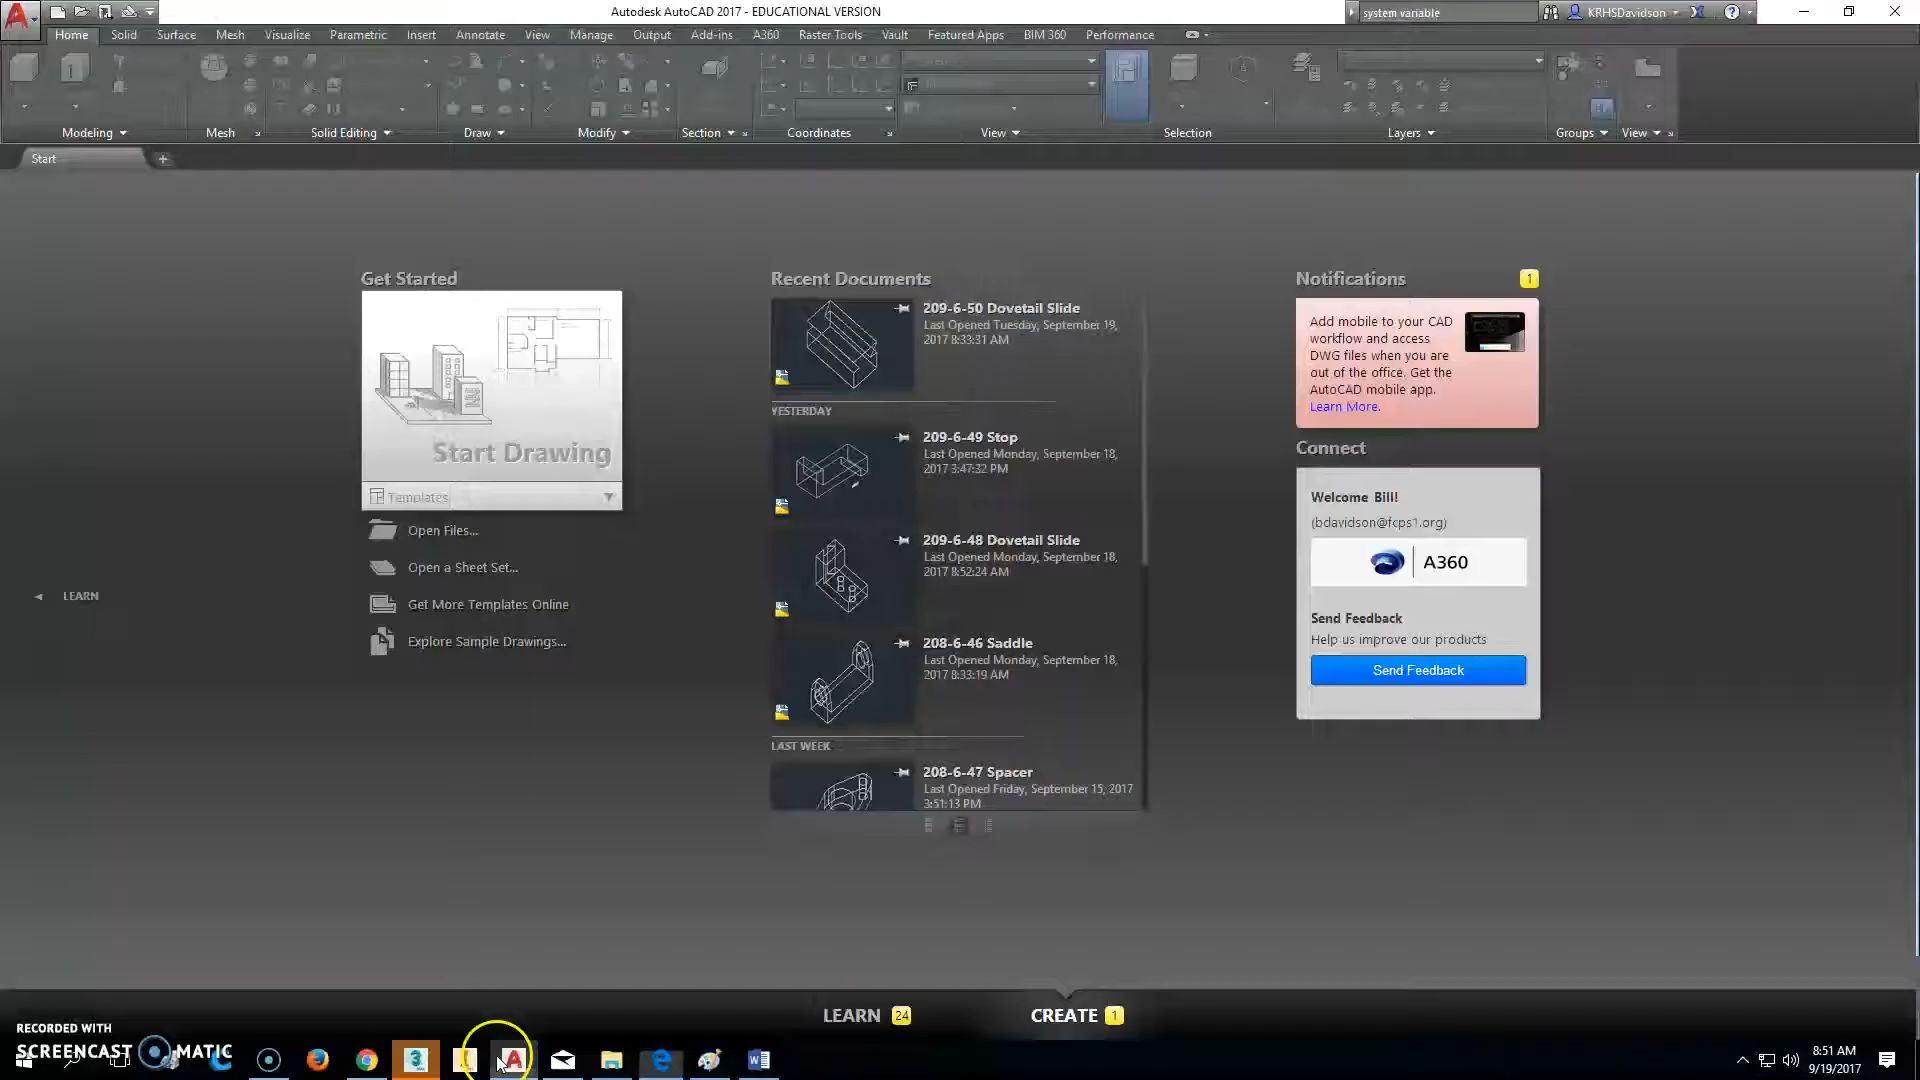 Autodesk AutoCAD 2017 - EDUCATIONAL VERSION
system variable
KRHSDavidson
Home Solid Surface Mesh Visualize Parametric Insert Annotate View Manage Output Add-ins A360 Raster Tools Vault Featured Apps BIM 360 Performance
Modeling Mesh Solid Editing Draw Modify Section Coordinates View Selection Layers Groups View
Start
Get Started
Start Drawing
Templates
Open Files...
Open a Sheet Set...
Get More Templates Online
Explore Sample Drawings...
LEARN
Recent Documents
209-6-50 Dovetail Slide
Last Opened Tuesday, September 19,
2017 8:33:31 AM
YESTERDAY
209-6-49 Stop
Last Opened Monday, September 18,
2017 3:47:32 PM
209-6-48 Dovetail Slide
Last Opened Monday, September 18,
2017 8:52:24 AM
208-6-46 Saddle
Last Opened Monday, September 18,
2017 8:33:19 AM
LAST WEEK
208-6-47 Spacer
Last Opened Friday, September 15, 2017
3:51:13 PM
Notifications 1
Add mobile to your CAD
workflow and access
DWG files when you are
out of the office. Get the
AutoCAD mobile app.
Learn More.
Connect
Welcome Bill!
(bdavidson@fcps1.org)
A360
Send Feedback
Help us improve our products
Send Feedback
LEARN 24
CREATE 1
RECORDED WITH
SCREENCAST MATIC
8:51 AM
9/19/2017